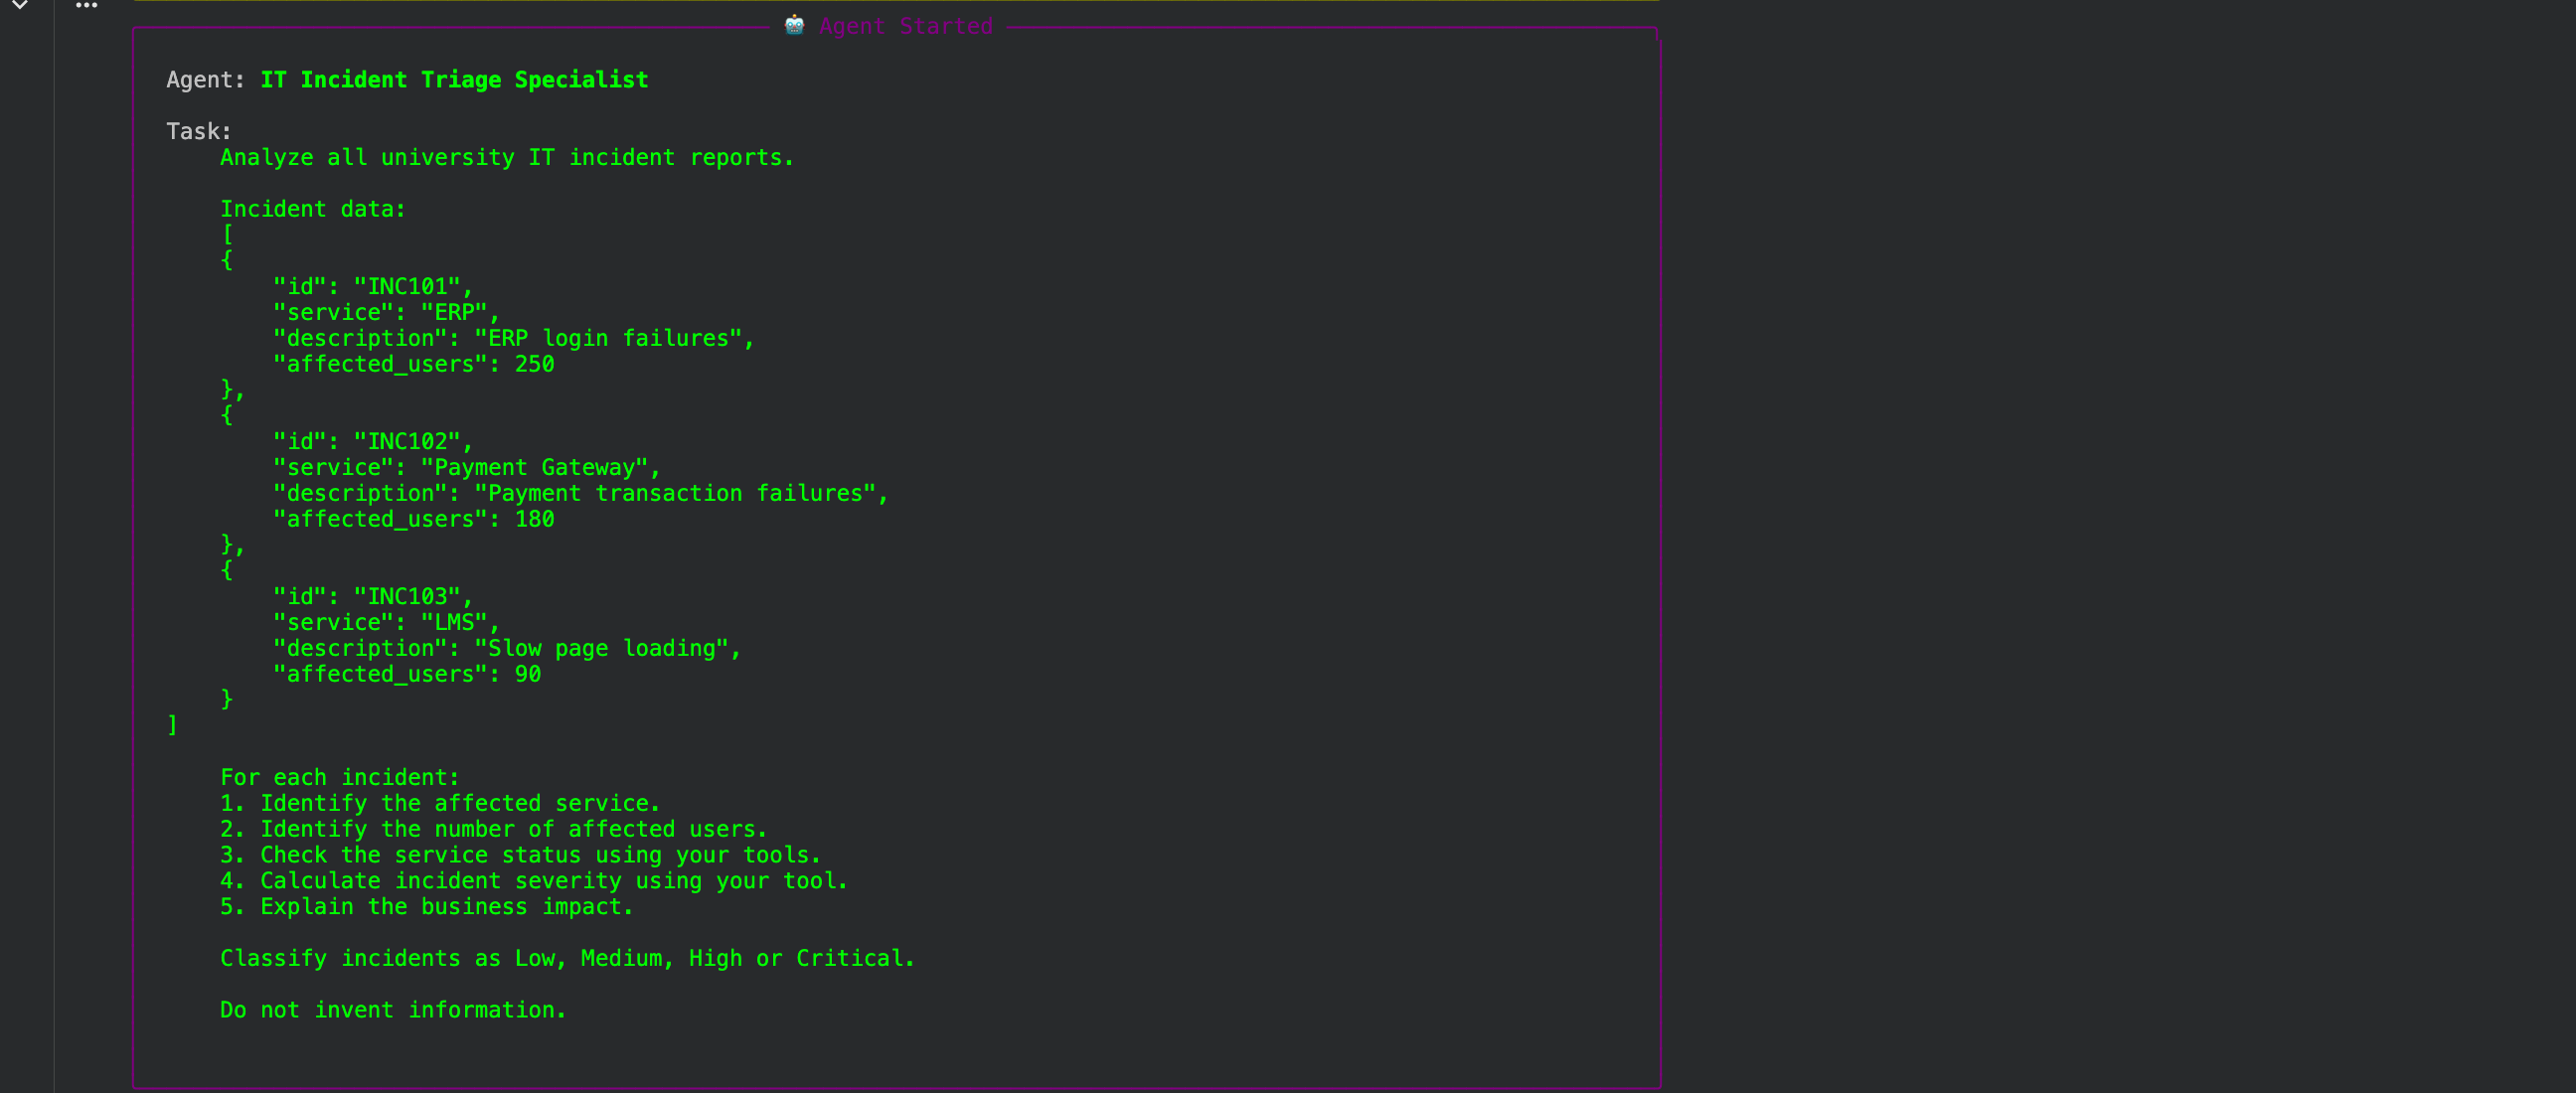 🤖 Agent Started
Agent: IT Incident Triage Specialist
Task:
Analyze all university IT incident reports.
Incident data:
[
{
"id": "INC101",
"service": "ERP",
"description": "ERP login failures",
"affected_users": 250
},
{
"id": "INC102",
"service": "Payment Gateway",
"description": "Payment transaction failures",
"affected_users": 180
},
{
"id": "INC103",
"service": "LMS",
"description": "Slow page loading",
"affected_users": 90
}
]
For each incident:
1. Identify the affected service.
2. Identify the number of affected users.
3. Check the service status using your tools.
4. Calculate incident severity using your tool.
5. Explain the business impact.
Classify incidents as Low, Medium, High or Critical.
Do not invent information.